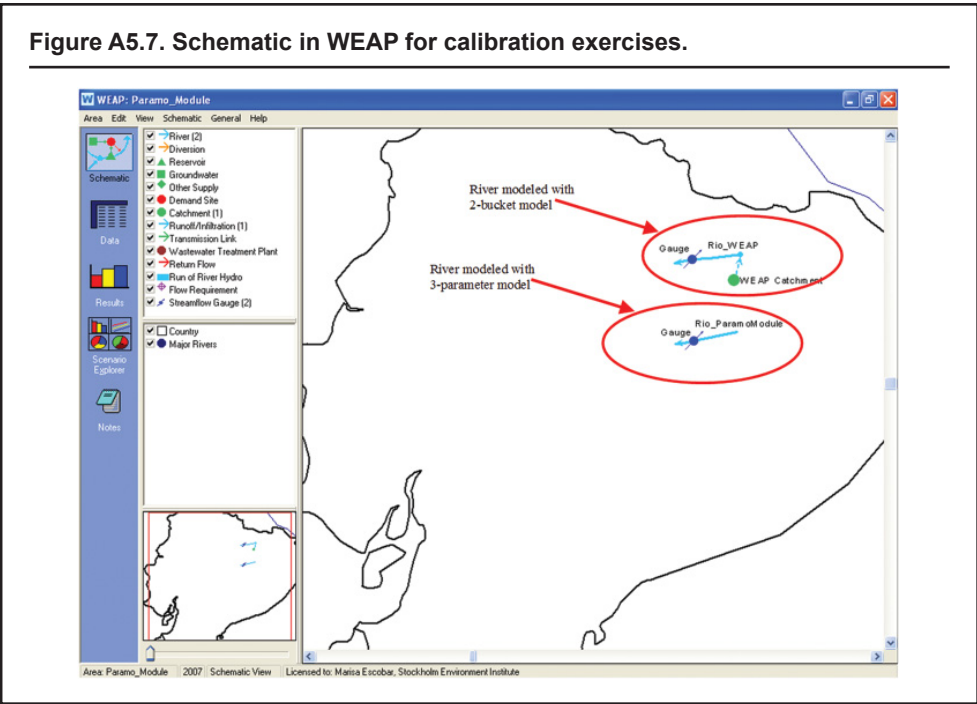 Figure A5.7. Schematic in WEAP for calibration exercises.
WEAP: Paramo_Module
Area Edit View Schematic General Help
Schematic
Data
Results
Scenario
Explorer
Notes
River (2)
Diversion
Reservoir
Groundwater
Other Supply
Demand Site
Catchment (1)
Runoff/Infiltration (1)
Transmission Link
Wastewater Treatment Plant
Return Flow
Run of River Hydro
Flow Requirement
Streamflow Gauge (2)
Country
Major Rivers
River modeled with
2-bucket model
Gauge Rio_WEAP
WEAP Catchment
River modeled with
3-parameter model
Rio_ParamoModule
Gauge
Area: Paramo_Module 2007 Schematic View Licensed to: Marisa Escobar, Stockholm Environment Institute